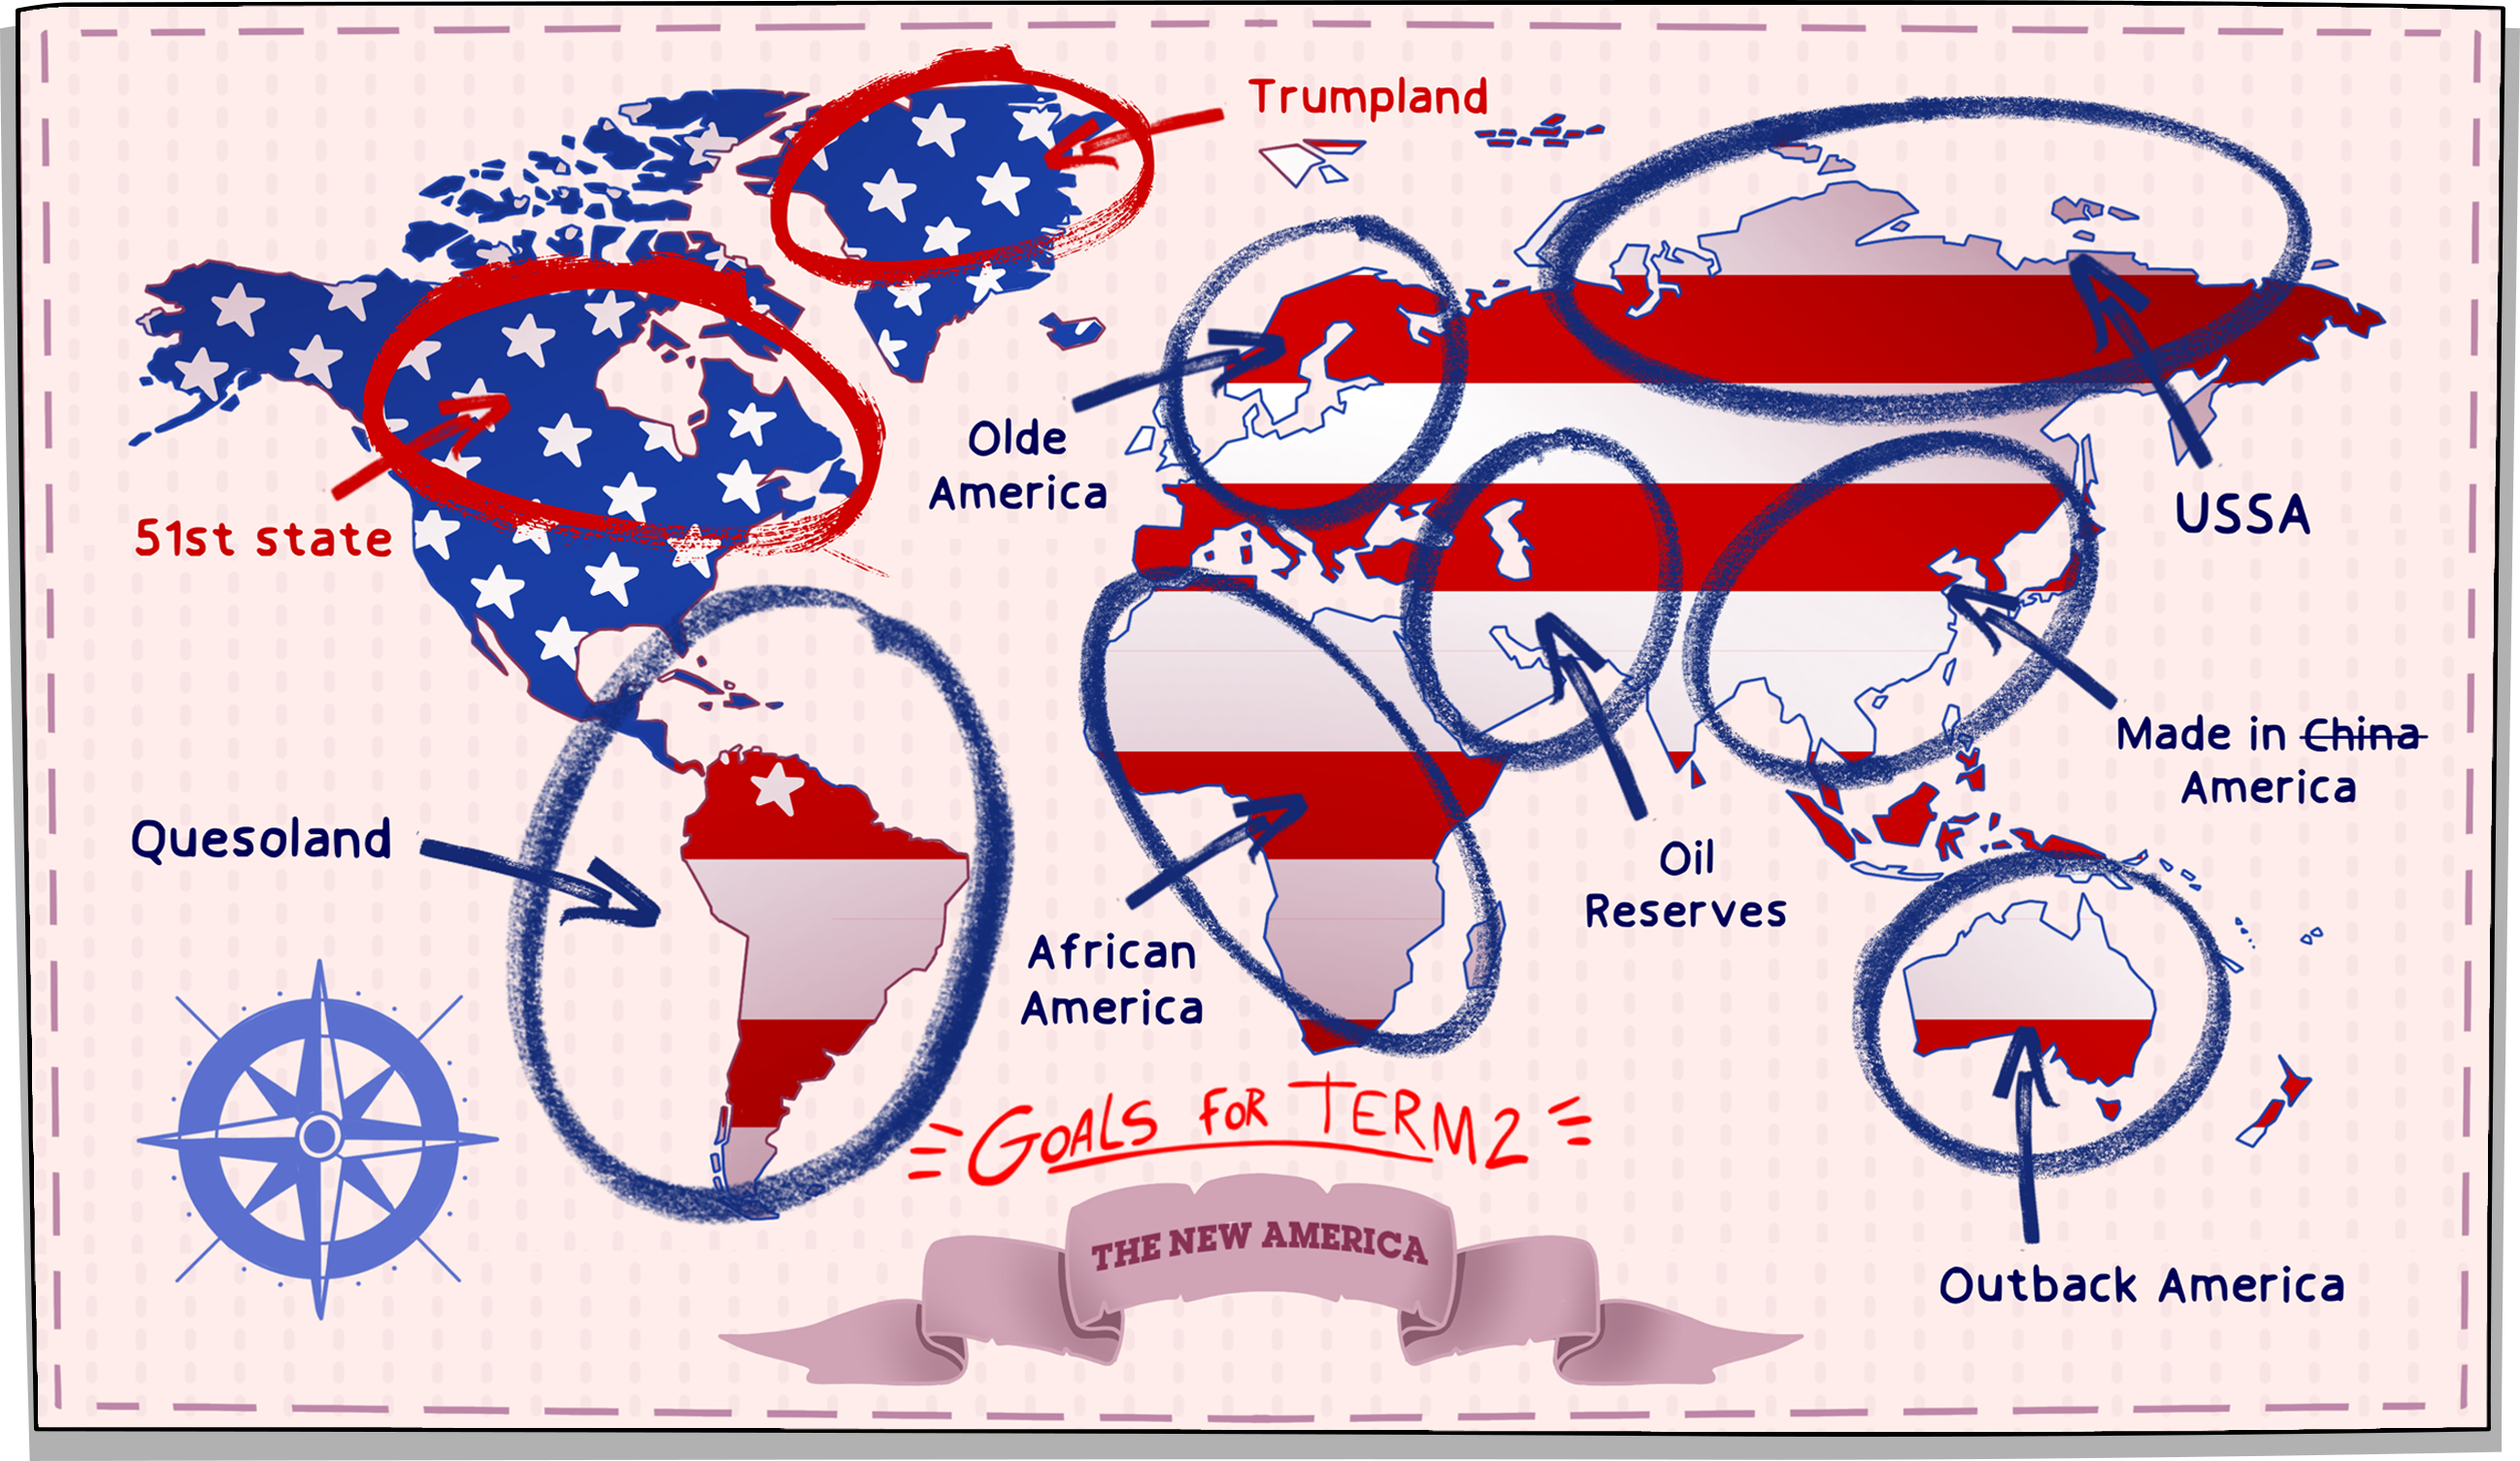 Trumpland
Olde
America
51st state
USSA
Made in China
America
Quesoland
Oil
Reserves
African
America
GOALS FOR TERM 2
THE NEW AMERICA
Outback America